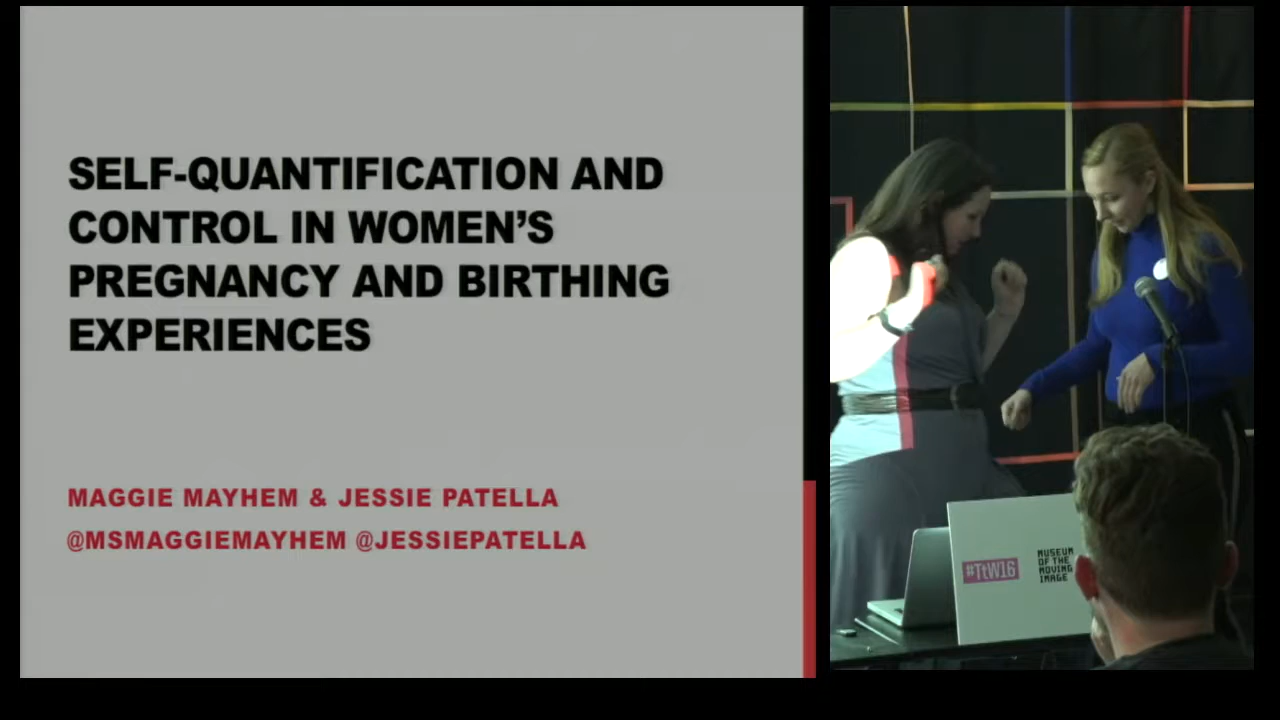 SELF-QUANTIFICATION AND
CONTROL IN WOMEN’S
PREGNANCY AND BIRTHING
EXPERIENCES
MAGGIE MAYHEM & JESSIE PATELLA
@MSMAGGIEMAYHEM @JESSIEPATELLA
#TtW16
MUSEUM
OF THE
MOVING
IMAGE